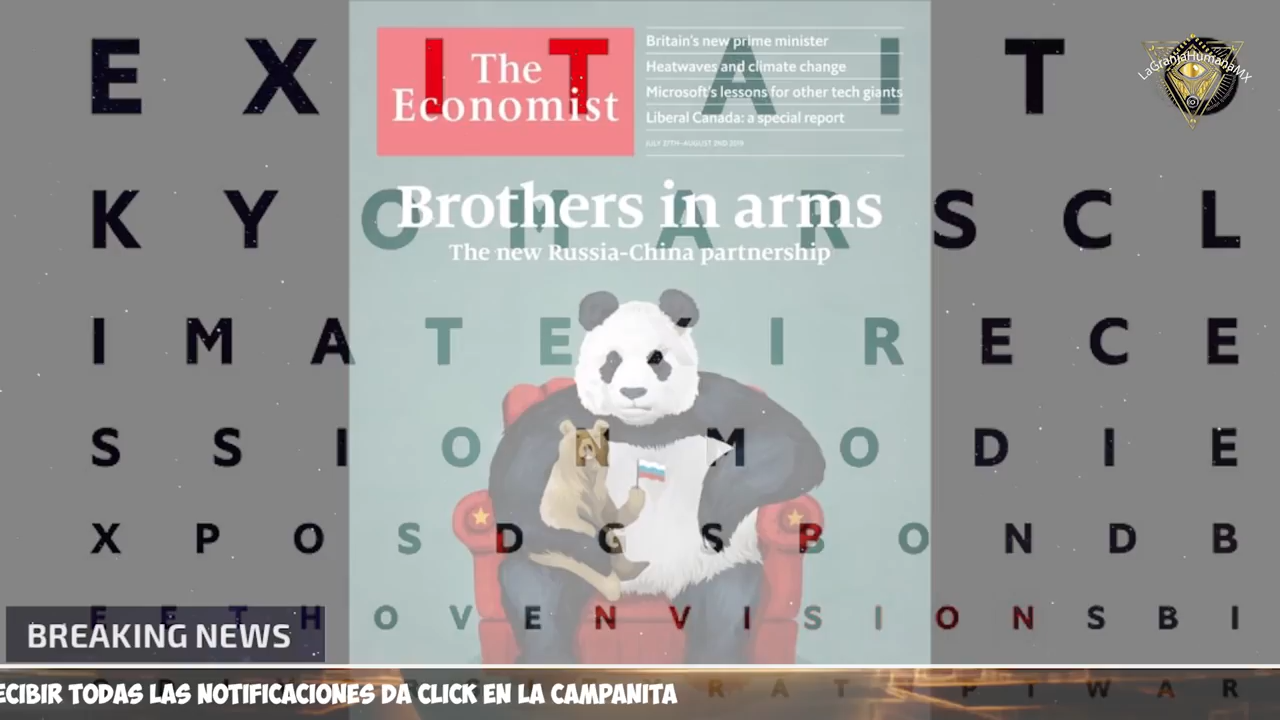 E X I T A I T
The
Economist
Britain's new prime minister
Heatwaves and climate change
Microsoft's lessons for other tech giants
Liberal Canada: a special report
JULY 27TH–AUGUST 2ND 2019
LaGranjaHumanaMX
K Y O M A R S C L
Brothers in arms
The new Russia-China partnership
I M A T E I R E C E
S S I O N M O D I E
X P O S D G S B O N D B
E E T H O V E N V I S I O N S B I
BREAKING NEWS
ECIBIR TODAS LAS NOTIFICACIONES DA CLICK EN LA CAMPANITA